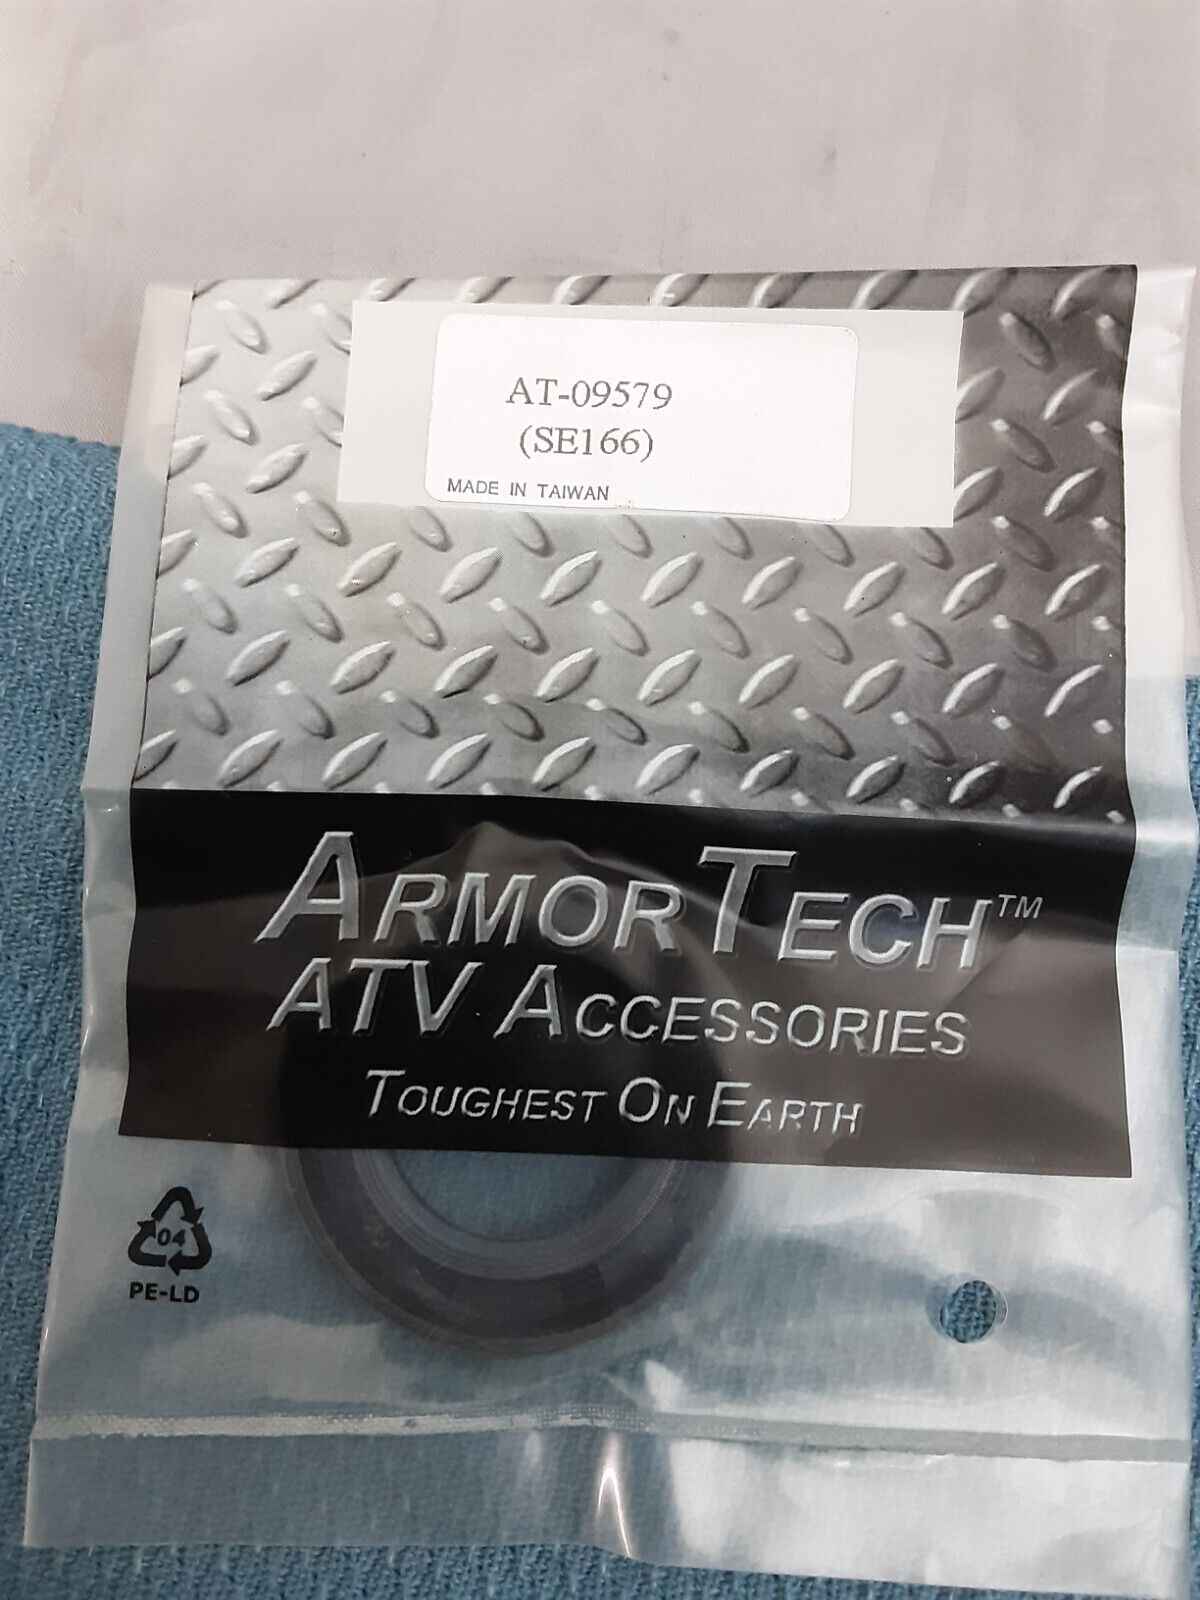 AT-09579
(SE166)
MADE IN TAIWAN
ARMORTECH™
ATV ACCESSORIES
TOUGHEST ON EARTH
04
PE-LD